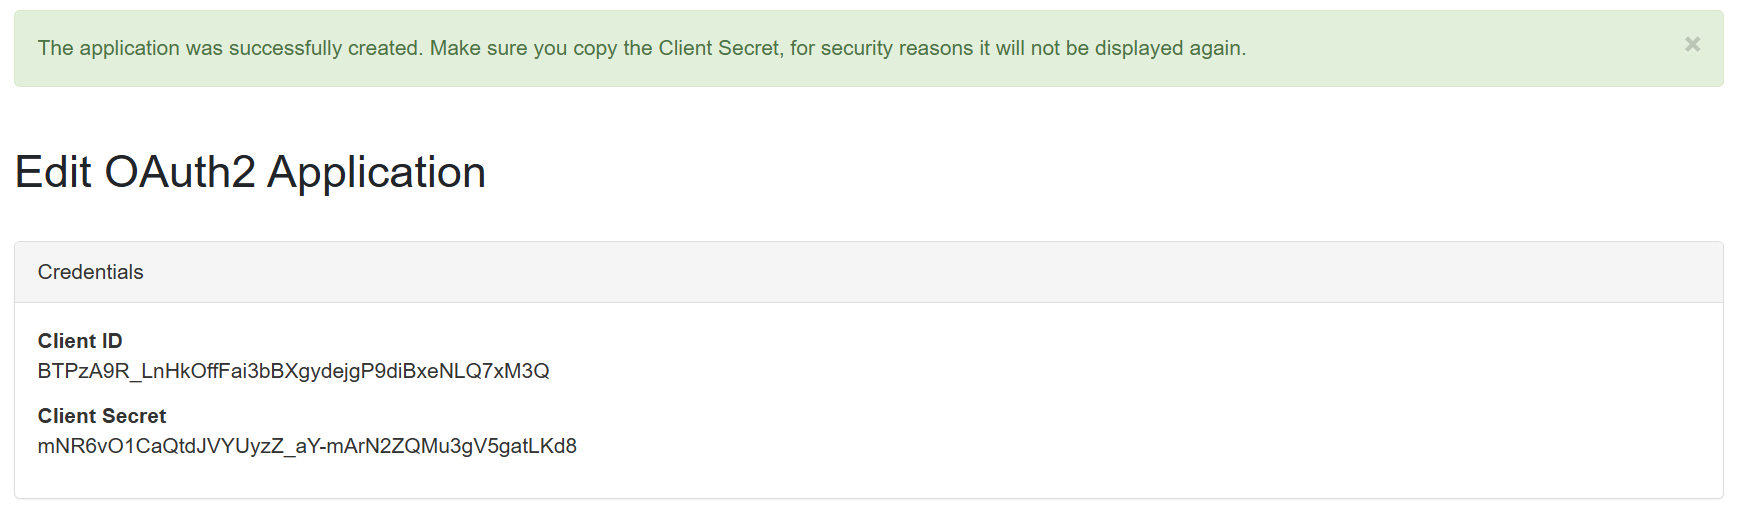 The application was successfully created. Make sure you copy the Client Secret, for security reasons it will not be displayed again.
×
Edit OAuth2 Application
Credentials
Client ID
BTPzA9R_LnHkOffFai3bBXgydejgP9diBxeNLQ7xM3Q
Client Secret
mNR6vO1CaQtdJVYUyzZ_aY-mArN2ZQMu3gV5gatLKd8